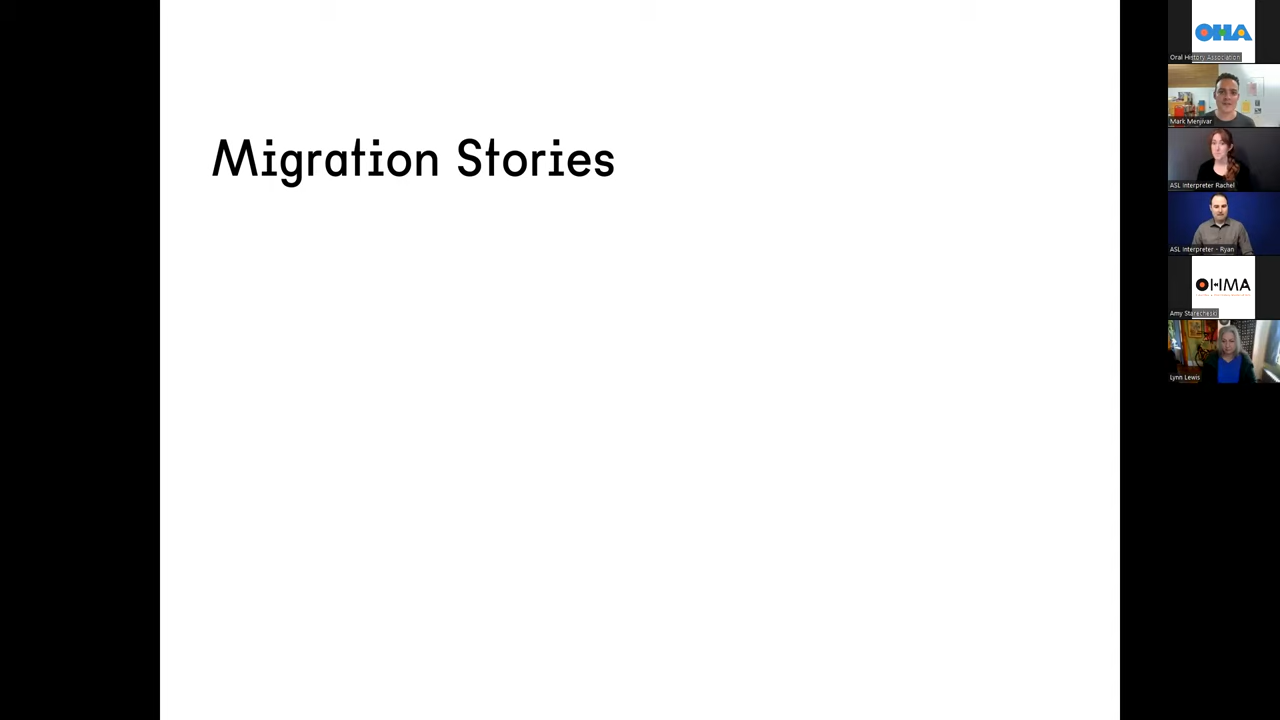 Migration Stories
OHA
Oral History Association
Mark Menjivar
ASL Interpreter Rachel
ASL Interpreter - Ryan
OHMA
Amy Starecheski
Lynn Lewis